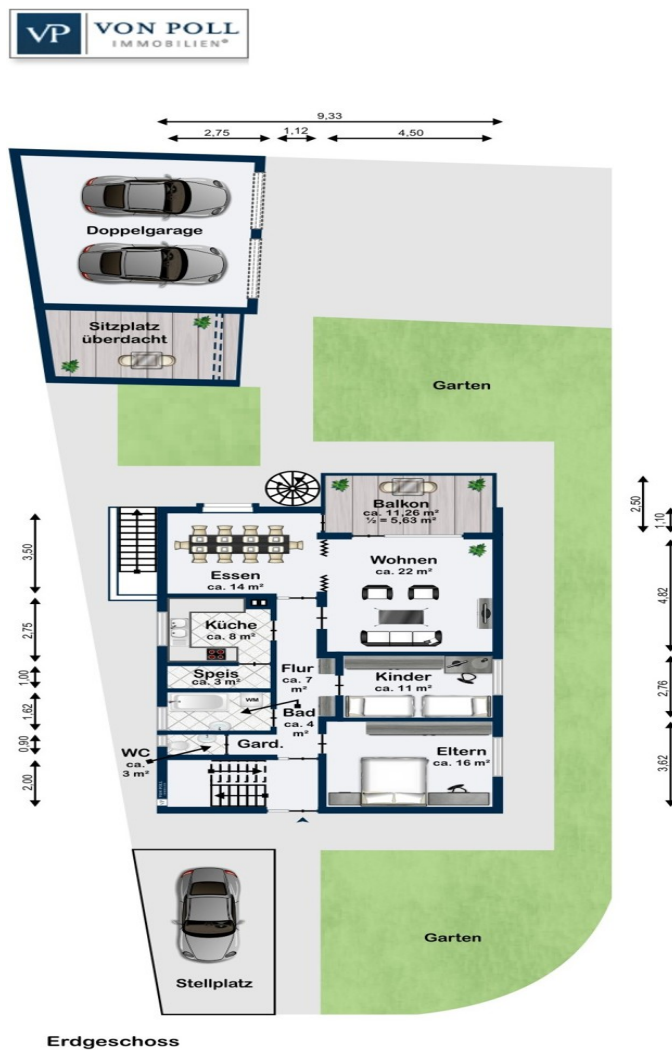 VP VON POLL
IMMOBILIEN®
9,33
2,75
1,12
4,50
Doppelgarage
Sitzplatz
überdacht
Garten
Balkon
ca. 11,26 m²
½ = 5,63 m²
2,50
1,10
3,50
Essen
ca. 14 m²
Wohnen
ca. 22 m²
4,82
2,75
Küche
ca. 8 m²
1,00
Speis
ca. 3 m²
Flur
ca. 7
m²
Kinder
ca. 11 m²
2,76
1,62
WM
Bad
ca. 4
m²
0,90
WC
ca.
3 m²
Gard.
Eltern
ca. 16 m²
3,62
2,00
Stellplatz
Garten
Erdgeschoss